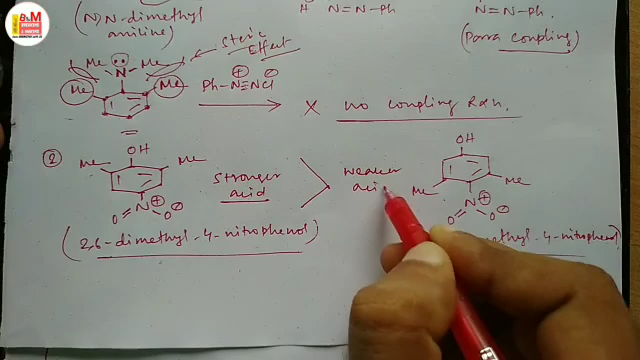 B&M
(N,N-dimethyl
aniline)
H N=N-Ph
N=N-Ph.
(Para coupling)
Steric
Effect
Me N Me
Me Me
Ph-N≡NCl
⊕ ⊖
X no coupling Rxn.
②
OH OH
Me Me
Stronger
acid
>
weaker
aci
Me Me
N⊕ N⊕
O O⊖ O O⊖
(2,6-dimethyl-4-nitrophenol)
methyl-4-nitrophenol)